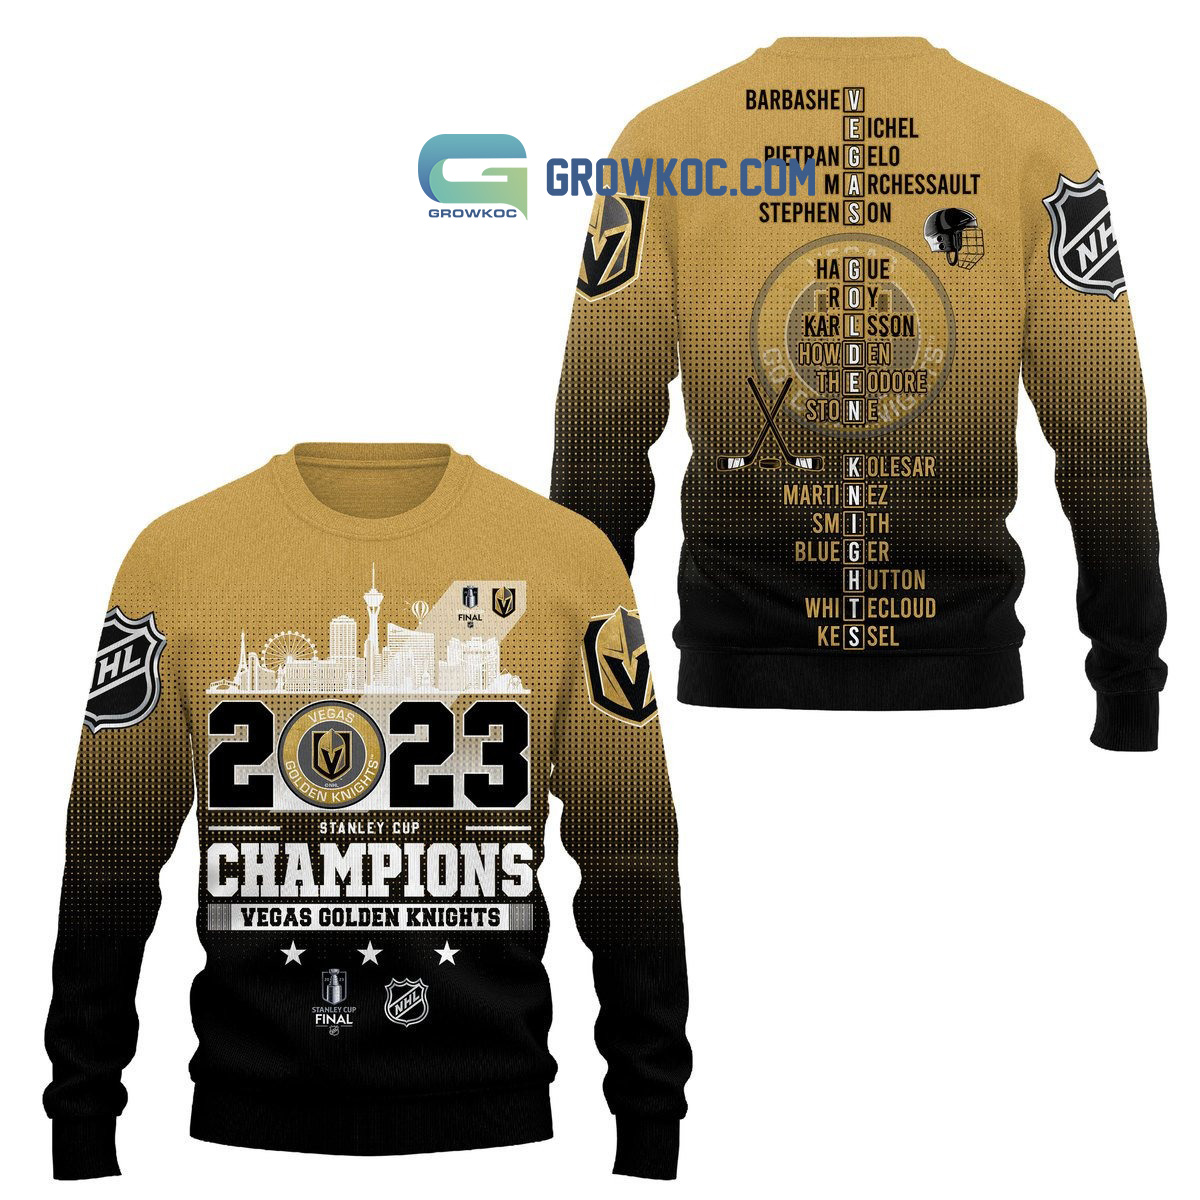 BARBASHEV
EICHEL
PIETRANGELO
MARCHESSAULT
STEPHENSON
GROWKOC
GROWKOC.COM
NHL
HAGUE
ROY
KARLSSON
HOWDEN
THEODORE
STONE
KOLESAR
MARTINEZ
SMITH
BLUEGER
HUTTON
WHITECLOUD
KESSEL
FINAL
NHL
2023
VEGAS
GOLDEN KNIGHTS
STANLEY CUP
CHAMPIONS
VEGAS GOLDEN KNIGHTS
STANLEY CUP
FINAL
NHL